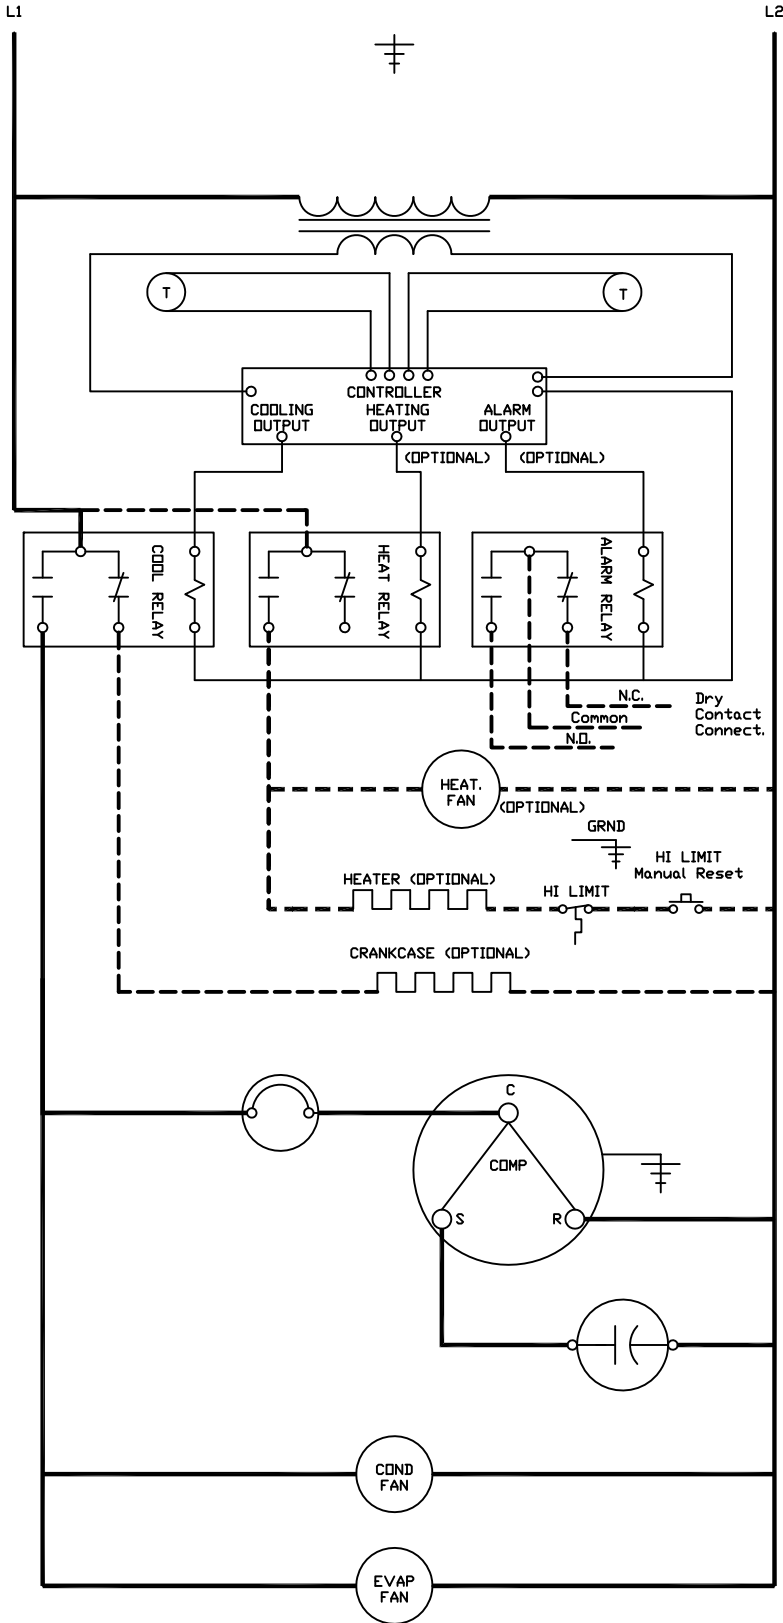 L1
L2
T
T
CONTROLLER
COOLING
OUTPUT
HEATING
OUTPUT
ALARM
OUTPUT
(OPTIONAL)
(OPTIONAL)
COOL RELAY
HEAT RELAY
ALARM RELAY
N.C.
Common
N.O.
Dry
Contact
Connect.
HEAT.
FAN
(OPTIONAL)
GRND
HI LIMIT
Manual Reset
HEATER (OPTIONAL)
HI LIMIT
CRANKCASE (OPTIONAL)
C
COMP
S
R
COND
FAN
EVAP
FAN